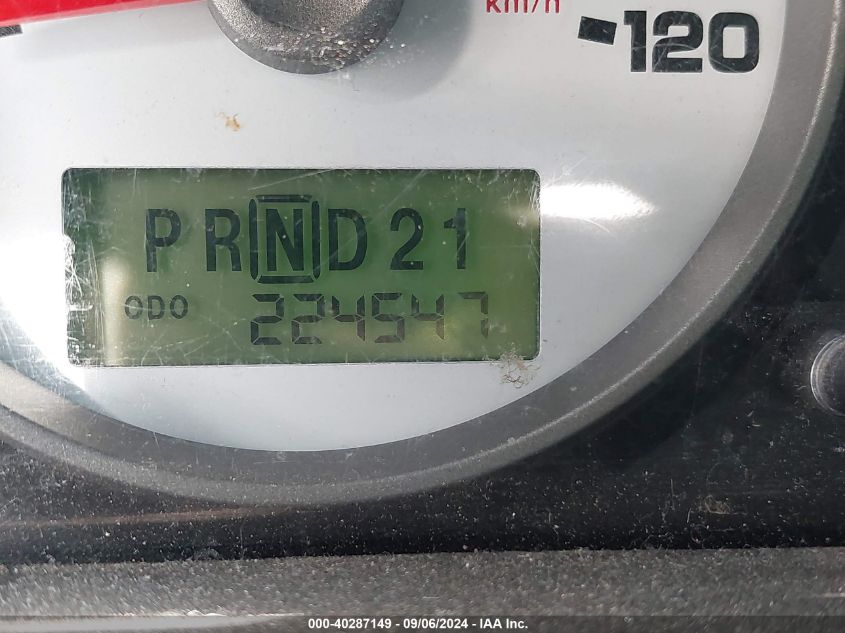 km/h
120
P R N D 2 1
ODO 224547
000-40287149 - 09/06/2024 - IAA Inc.